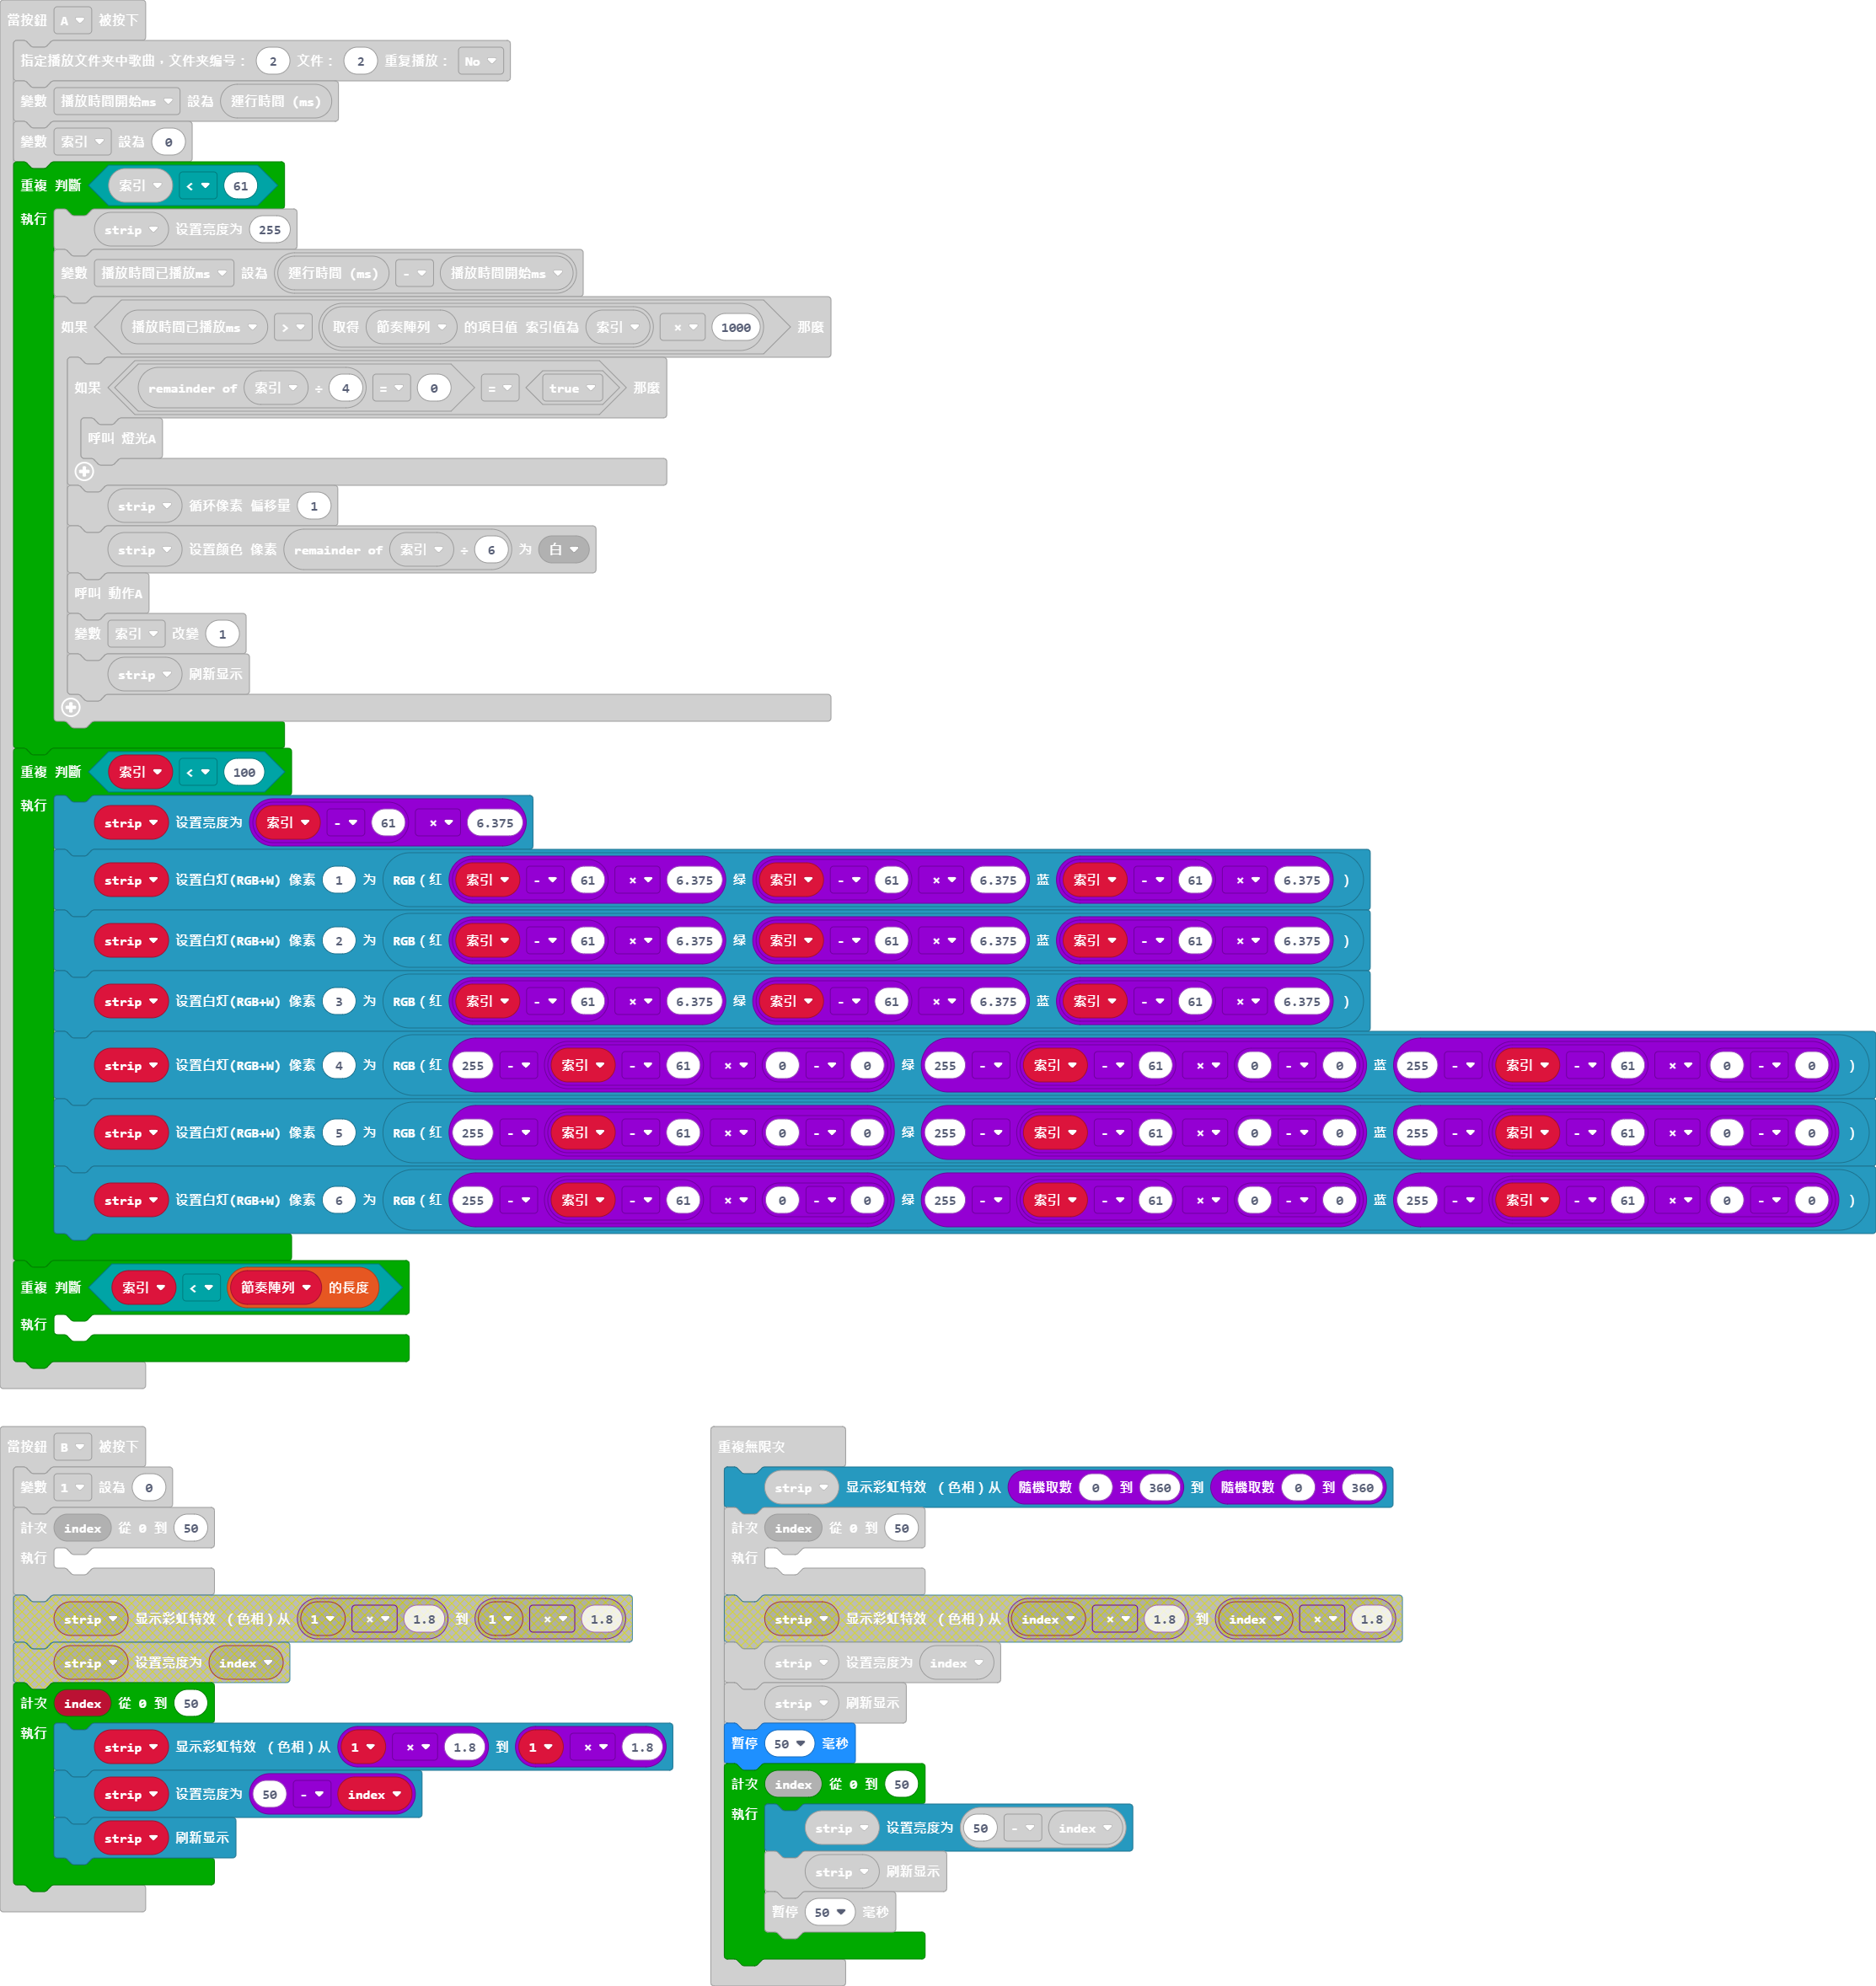 當按鈕 A 被按下
指定播放文件夹中歌曲，文件夹编号： 2 文件： 2 重复播放： No
變數 播放時間開始ms 設為 運行時間 (ms)
變數 索引 設為 0
重複 判斷 索引 < 61
執行
strip 设置亮度为 255
變數 播放時間已播放ms 設為 運行時間 (ms) - 播放時間開始ms
如果 播放時間已播放ms > 取得 節奏陣列 的項目值 索引值為 索引 × 1000 那麼
如果 remainder of 索引 ÷ 4 = 0 = true 那麼
呼叫 燈光A
strip 循环像素 偏移量 1
strip 设置颜色 像素 remainder of 索引 ÷ 6 为 白
呼叫 動作A
變數 索引 改變 1
strip 刷新显示
重複 判斷 索引 < 100
執行
strip 设置亮度为 索引 - 61 × 6.375
strip 设置白灯(RGB+W) 像素 1 为 RGB(红 索引 - 61 × 6.375 绿 索引 - 61 × 6.375 蓝 索引 - 61 × 6.375 )
strip 设置白灯(RGB+W) 像素 2 为 RGB(红 索引 - 61 × 6.375 绿 索引 - 61 × 6.375 蓝 索引 - 61 × 6.375 )
strip 设置白灯(RGB+W) 像素 3 为 RGB(红 索引 - 61 × 6.375 绿 索引 - 61 × 6.375 蓝 索引 - 61 × 6.375 )
strip 设置白灯(RGB+W) 像素 4 为 RGB(红 255 - 索引 - 61 × 0 - 0 绿 255 - 索引 - 61 × 0 - 0 蓝 255 - 索引 - 61 × 0 - 0 )
strip 设置白灯(RGB+W) 像素 5 为 RGB(红 255 - 索引 - 61 × 0 - 0 绿 255 - 索引 - 61 × 0 - 0 蓝 255 - 索引 - 61 × 0 - 0 )
strip 设置白灯(RGB+W) 像素 6 为 RGB(红 255 - 索引 - 61 × 0 - 0 绿 255 - 索引 - 61 × 0 - 0 蓝 255 - 索引 - 61 × 0 - 0 )
重複 判斷 索引 < 節奏陣列 的長度
執行
當按鈕 B 被按下
變數 1 設為 0
計次 index 從 0 到 50
執行
strip 显示彩虹特效 (色相)从 1 × 1.8 到 1 × 1.8
strip 设置亮度为 index
計次 index 從 0 到 50
執行
strip 显示彩虹特效 (色相)从 1 × 1.8 到 1 × 1.8
strip 设置亮度为 50 - index
strip 刷新显示
重複無限次
strip 显示彩虹特效 (色相)从 隨機取數 0 到 360 到 隨機取數 0 到 360
計次 index 從 0 到 50
執行
strip 显示彩虹特效 (色相)从 index × 1.8 到 index × 1.8
strip 设置亮度为 index
strip 刷新显示
暫停 50 毫秒
計次 index 從 0 到 50
執行
strip 设置亮度为 50 - index
strip 刷新显示
暫停 50 毫秒